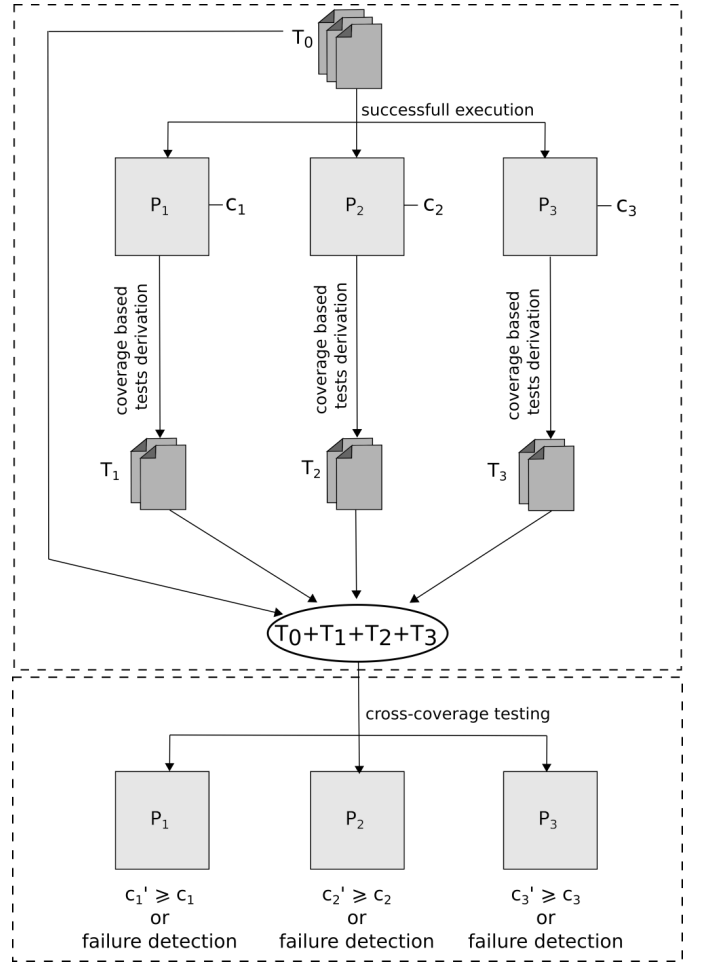 T₀
successfull execution
P₁ c₁ P₂ c₂ P₃ c₃
coverage based
tests derivation
coverage based
tests derivation
coverage based
tests derivation
T₁ T₂ T₃
T₀+T₁+T₂+T₃
cross-coverage testing
P₁ P₂ P₃
c₁' ⩾ c₁ c₂' ⩾ c₂ c₃' ⩾ c₃
or or or
failure detection failure detection failure detection